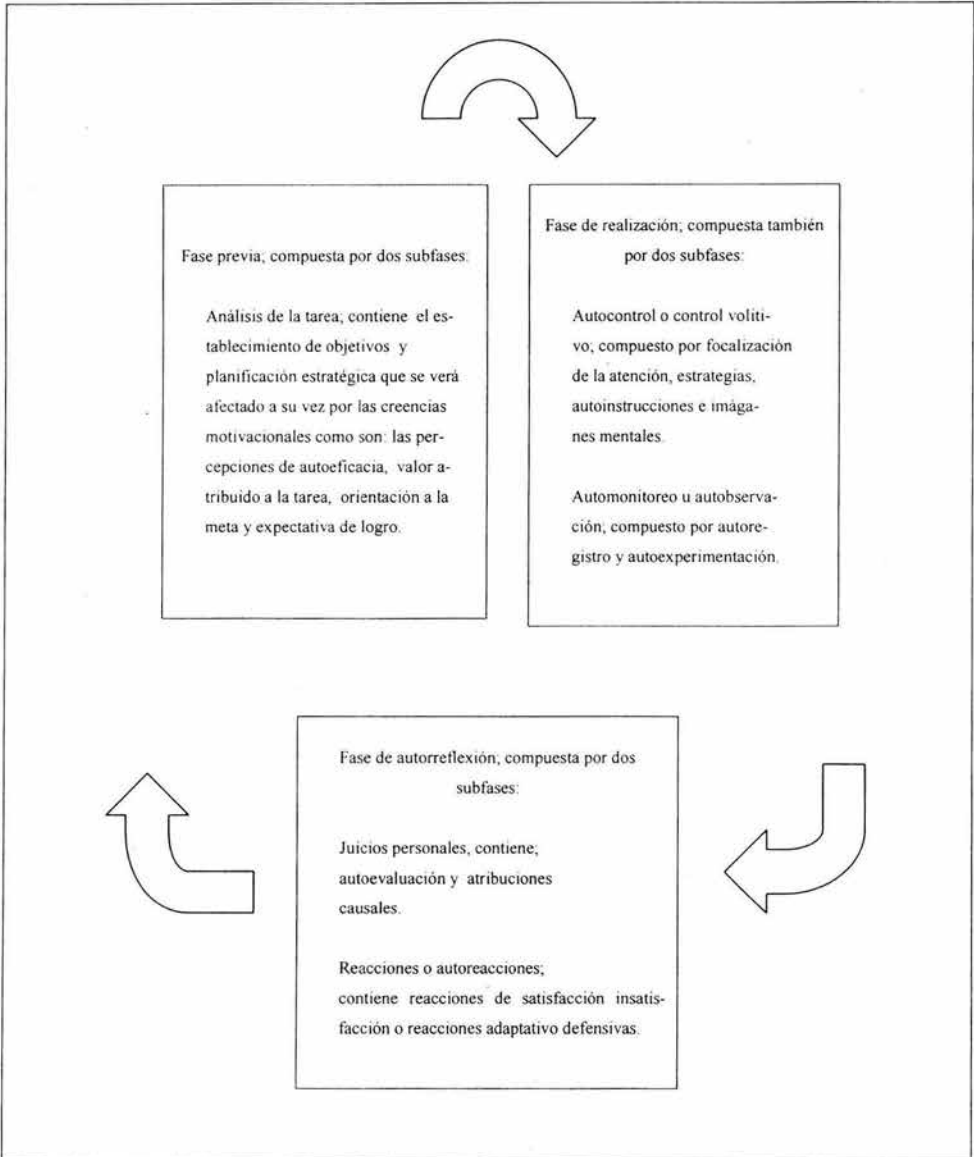 Fase previa; compuesta por dos subfases:
Análisis de la tarea; contiene el es-
tablecimiento de objetivos y
planificación estratégica que se verá
afectado a su vez por las creencias
motivacionales como son: las per-
cepciones de autoeficacia, valor a-
tribuido a la tarea, orientación a la
meta y expectativa de logro.
Fase de realización; compuesta también
por dos subfases:
Autocontrol o control voliti-
vo; compuesto por focalización
de la atención, estrategias,
autoinstrucciones e imága-
nes mentales.
Automonitoreo u autobserva-
ción; compuesto por autore-
gistro y autoexperimentación.
Fase de autorreflexión; compuesta por dos
subfases:
Juicios personales, contiene;
autoevaluación y atribuciones
causales.
Reacciones o autoreacciones;
contiene reacciones de satisfacción insatis-
facción o reacciones adaptativo defensivas.